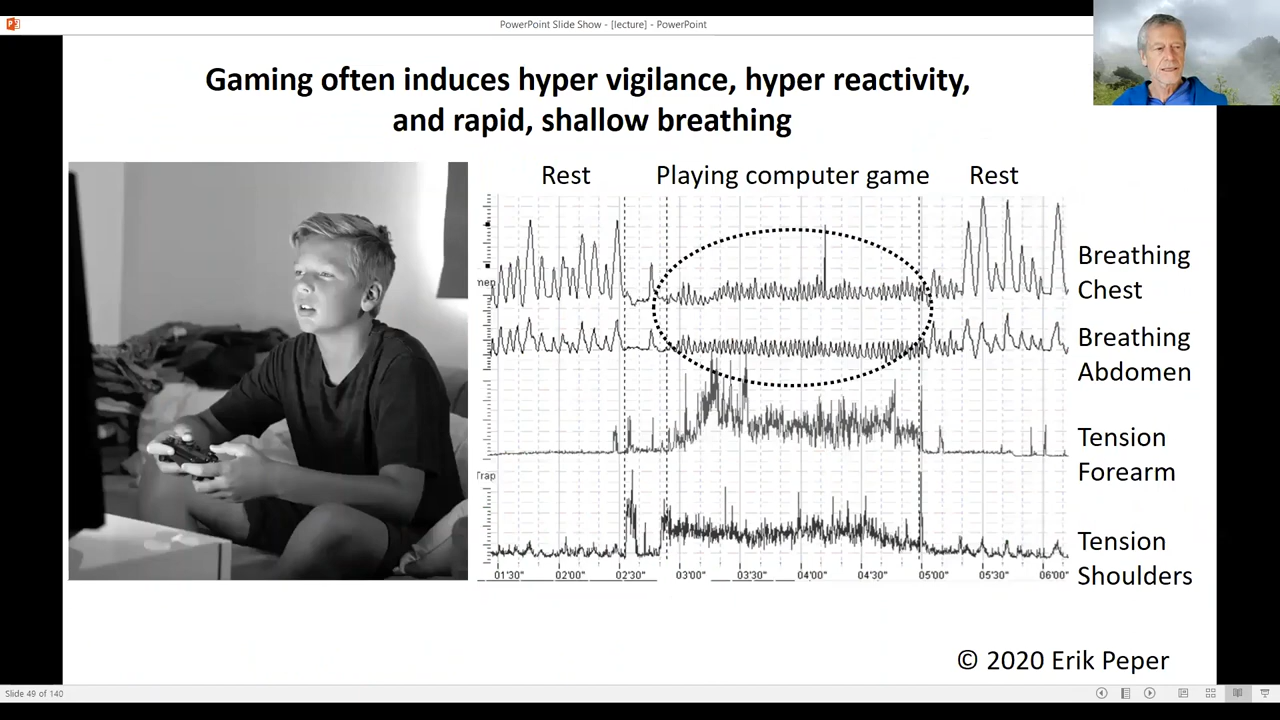 PowerPoint Slide Show - [lecture] - PowerPoint
Gaming often induces hyper vigilance, hyper reactivity,
and rapid, shallow breathing
Rest
Playing computer game
Rest
Breathing
Chest
Breathing
Abdomen
Tension
Forearm
Trap
Tension
Shoulders
01'30" 02'00" 02'30" 03'00" 03'30" 04'00" 04'30" 05'00" 05'30" 06'00"
© 2020 Erik Peper
Slide 49 of 140